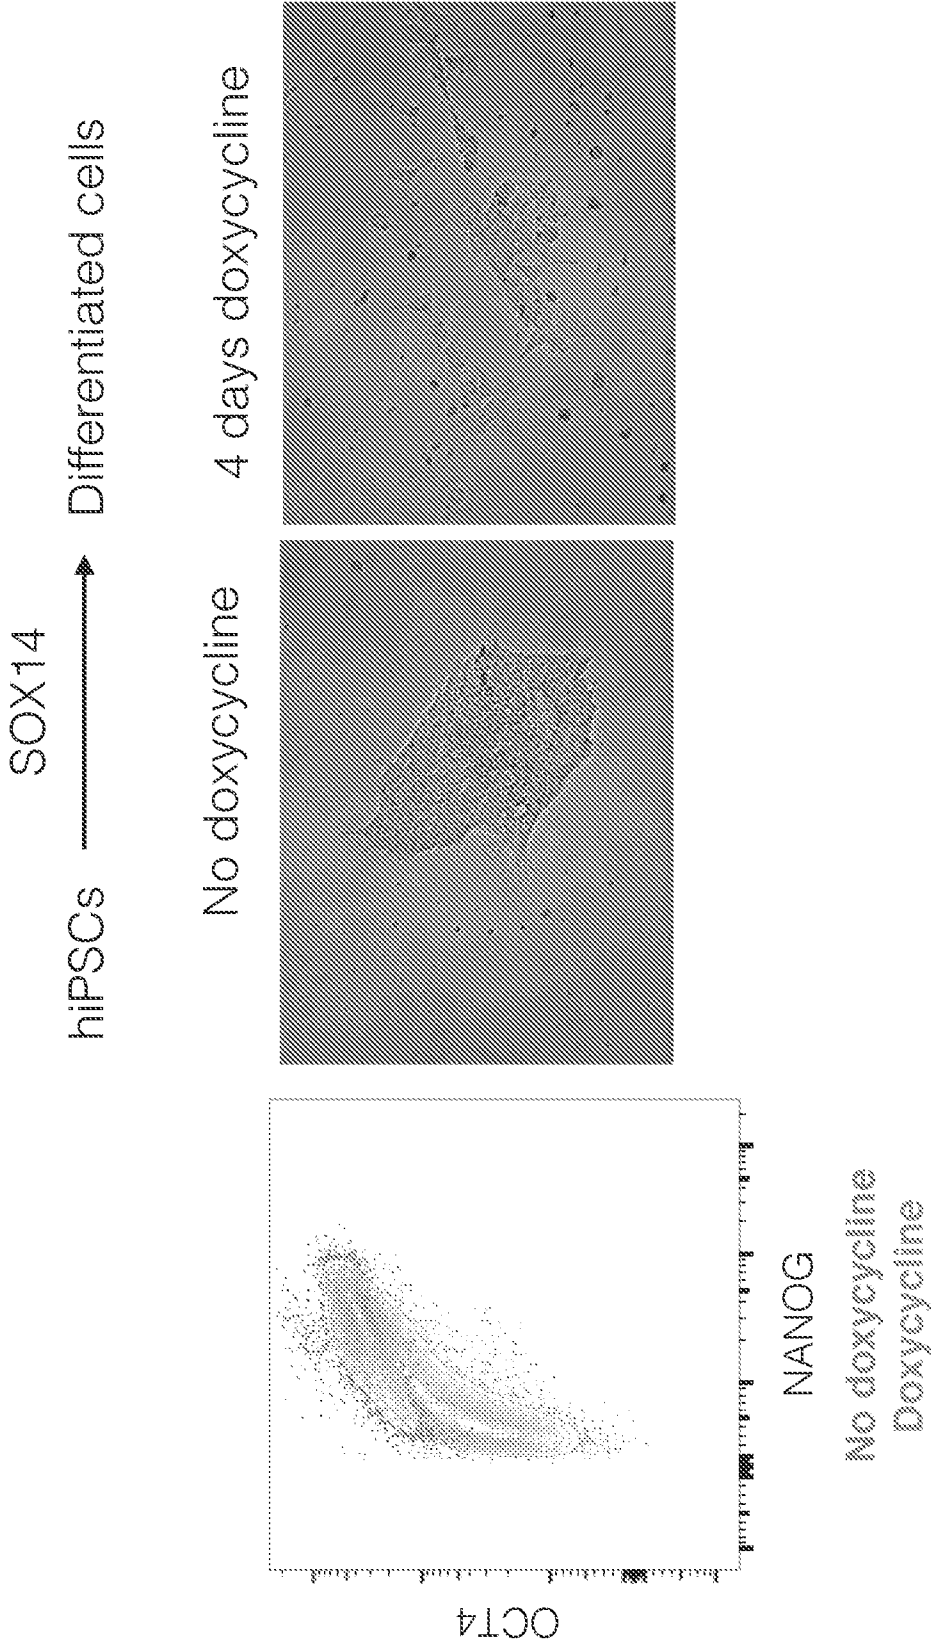 SOX14
hiPSCs
Differentiated cells
No doxycycline
4 days doxycycline
OCT4
NANOG
No doxycycline
Doxycycline